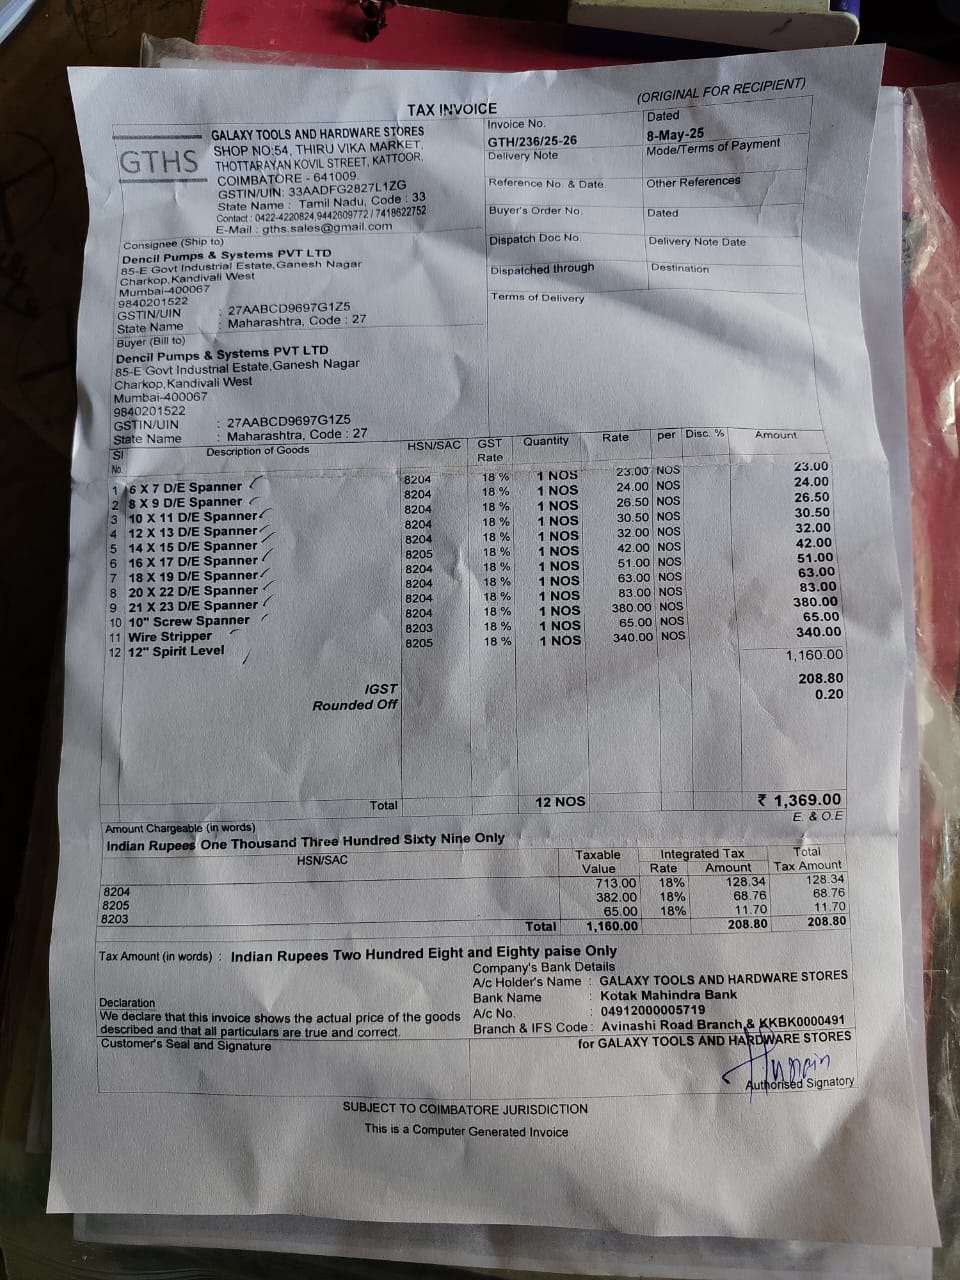 TAX INVOICE
(ORIGINAL FOR RECIPIENT)
GTHS
GALAXY TOOLS AND HARDWARE STORES
SHOP NO:54, THIRU VIKA MARKET,
THOTTARAYAN KOVIL STREET, KATTOOR,
COIMBATORE - 641009.
GSTIN/UIN: 33AADFG2827L1ZG
State Name : Tamil Nadu, Code : 33
Contact : 0422-4220824,9442609772 / 7418622752
E-Mail : gths.sales@gmail.com
Invoice No.
GTH/236/25-26
Dated
8-May-25
Delivery Note
Mode/Terms of Payment
Reference No. & Date.
Other References
Buyer's Order No.
Dated
Dispatch Doc No.
Delivery Note Date
Dispatched through
Destination
Terms of Delivery
Consignee (Ship to)
Dencil Pumps & Systems PVT LTD
85-E Govt Industrial Estate,Ganesh Nagar
Charkop,Kandivali West
Mumbai-400067
9840201522
GSTIN/UIN : 27AABCD9697G1Z5
State Name : Maharashtra, Code : 27
Buyer (Bill to)
Dencil Pumps & Systems PVT LTD
85-E Govt Industrial Estate,Ganesh Nagar
Charkop,Kandivali West
Mumbai-400067
9840201522
GSTIN/UIN : 27AABCD9697G1Z5
State Name : Maharashtra, Code : 27
Sl No. Description of Goods HSN/SAC GST Rate Quantity Rate per Disc. % Amount
1 6 X 7 D/E Spanner 8204 18 % 1 NOS 23.00 NOS 23.00
2 8 X 9 D/E Spanner 8204 18 % 1 NOS 24.00 NOS 24.00
3 10 X 11 D/E Spanner 8204 18 % 1 NOS 26.50 NOS 26.50
4 12 X 13 D/E Spanner 8204 18 % 1 NOS 30.50 NOS 30.50
5 14 X 15 D/E Spanner 8204 18 % 1 NOS 32.00 NOS 32.00
6 16 X 17 D/E Spanner 8205 18 % 1 NOS 42.00 NOS 42.00
7 18 X 19 D/E Spanner 8204 18 % 1 NOS 51.00 NOS 51.00
8 20 X 22 D/E Spanner 8204 18 % 1 NOS 63.00 NOS 63.00
9 21 X 23 D/E Spanner 8204 18 % 1 NOS 83.00 NOS 83.00
10 10" Screw Spanner 8204 18 % 1 NOS 380.00 NOS 380.00
11 Wire Stripper 8203 18 % 1 NOS 65.00 NOS 65.00
12 12" Spirit Level 8205 18 % 1 NOS 340.00 NOS 340.00
1,160.00
IGST 208.80
Rounded Off 0.20
Total 12 NOS ₹ 1,369.00
Amount Chargeable (in words) E. & O.E
Indian Rupees One Thousand Three Hundred Sixty Nine Only
HSN/SAC Taxable Value Integrated Tax Rate Amount Total Tax Amount
8204 713.00 18% 128.34 128.34
8205 382.00 18% 68.76 68.76
8203 65.00 18% 11.70 11.70
Total 1,160.00 208.80 208.80
Tax Amount (in words) : Indian Rupees Two Hundred Eight and Eighty paise Only
Company's Bank Details
A/c Holder's Name : GALAXY TOOLS AND HARDWARE STORES
Bank Name : Kotak Mahindra Bank
A/c No. : 04912000005719
Branch & IFS Code : Avinashi Road Branch & KKBK0000491
Declaration
We declare that this invoice shows the actual price of the goods
described and that all particulars are true and correct.
Customer's Seal and Signature
for GALAXY TOOLS AND HARDWARE STORES
Authorised Signatory
SUBJECT TO COIMBATORE JURISDICTION
This is a Computer Generated Invoice